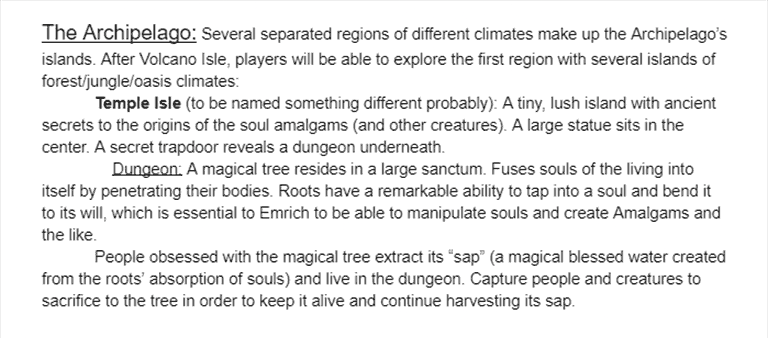 The Archipelago: Several separated regions of different climates make up the Archipelago's
islands. After Volcano Isle, players will be able to explore the first region with several islands of
forest/jungle/oasis climates:
Temple Isle (to be named something different probably): A tiny, lush island with ancient
secrets to the origins of the soul amalgams (and other creatures). A large statue sits in the
center. A secret trapdoor reveals a dungeon underneath.
Dungeon: A magical tree resides in a large sanctum. Fuses souls of the living into
itself by penetrating their bodies. Roots have a remarkable ability to tap into a soul and bend it
to its will, which is essential to Emrich to be able to manipulate souls and create Amalgams and
the like.
People obsessed with the magical tree extract its “sap” (a magical blessed water created
from the roots’ absorption of souls) and live in the dungeon. Capture people and creatures to
sacrifice to the tree in order to keep it alive and continue harvesting its sap.